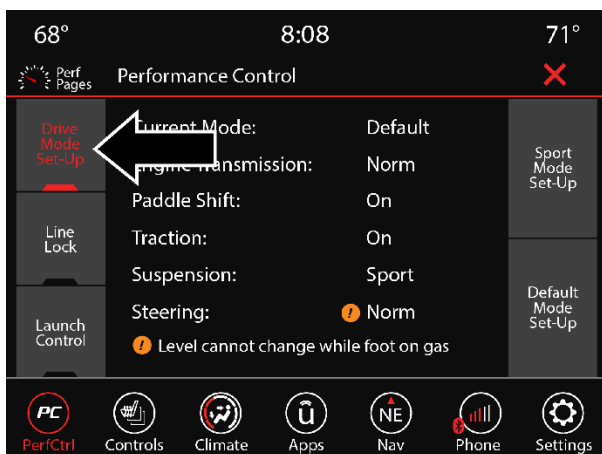 68° 8:08 71°
Perf
Pages
Performance Control
Drive
Mode
Set-Up
Line
Lock
Launch
Control
Current Mode: Default
Engine Transmission: Norm
Paddle Shift: On
Traction: On
Suspension: Sport
Steering: ! Norm
! Level cannot change while foot on gas
Sport
Mode
Set-Up
Default
Mode
Set-Up
PC
PerfCtrl
Controls
Climate
û
Apps
NE
Nav
Phone
Settings